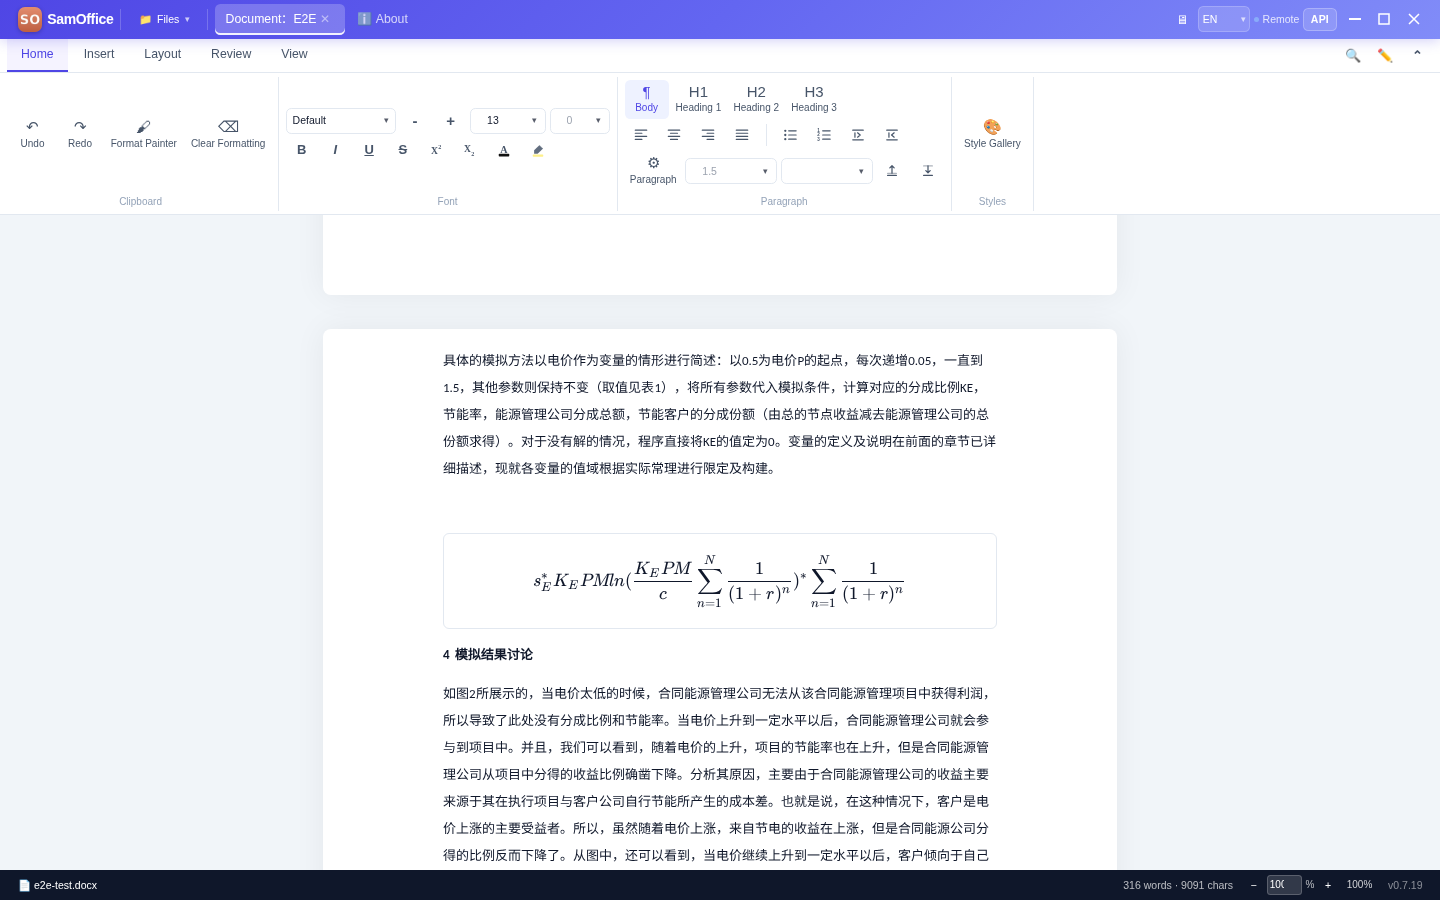 SO SamOffice Files Document: E2E About EN Remote API
Home Insert Layout Review View
Undo Redo Format Painter Clear Formatting
Clipboard
Default - + 13 0
B I U S X² X₂ A
Font
¶ Body H1 Heading 1 H2 Heading 2 H3 Heading 3
Paragraph 1.5
Paragraph
Style Gallery
Styles
具体的模拟方法以电价作为变量的情形进行简述：以0.5为电价P的起点，每次递增0.05，一直到
1.5，其他参数则保持不变（取值见表1），将所有参数代入模拟条件，计算对应的分成比例KE，
节能率，能源管理公司分成总额，节能客户的分成份额（由总的节点收益减去能源管理公司的总
份额求得）。对于没有解的情况，程序直接将KE的值定为0。变量的定义及说明在前面的章节已详
细描述，现就各变量的值域根据实际常理进行限定及构建。
s_E^* K_E PMln(\frac{K_E PM}{c} \sum_{n=1}^{N} \frac{1}{(1+r)^n})^* \sum_{n=1}^{N} \frac{1}{(1+r)^n}
4 模拟结果讨论
如图2所展示的，当电价太低的时候，合同能源管理公司无法从该合同能源管理项目中获得利润，
所以导致了此处没有分成比例和节能率。当电价上升到一定水平以后，合同能源管理公司就会参
与到项目中。并且，我们可以看到，随着电价的上升，项目的节能率也在上升，但是合同能源管
理公司从项目中分得的收益比例确凿下降。分析其原因，主要由于合同能源管理公司的收益主要
来源于其在执行项目与客户公司自行节能所产生的成本差。也就是说，在这种情况下，客户是电
价上涨的主要受益者。所以，虽然随着电价上涨，来自节电的收益在上涨，但是合同能源公司分
得的比例反而下降了。从图中，还可以看到，当电价继续上升到一定水平以后，客户倾向于自己
e2e-test.docx 316 words · 9091 chars − 100 % + 100% v0.7.19